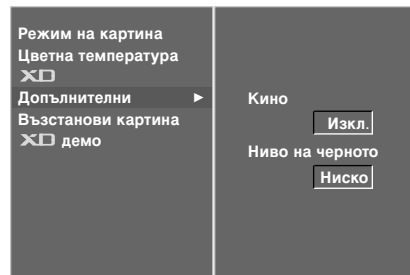 Режим на картина
Цветна температура
XD
Допълнителни ►
Възстанови картина
XD демо
Кино
Изкл.
Ниво на черното
Ниско